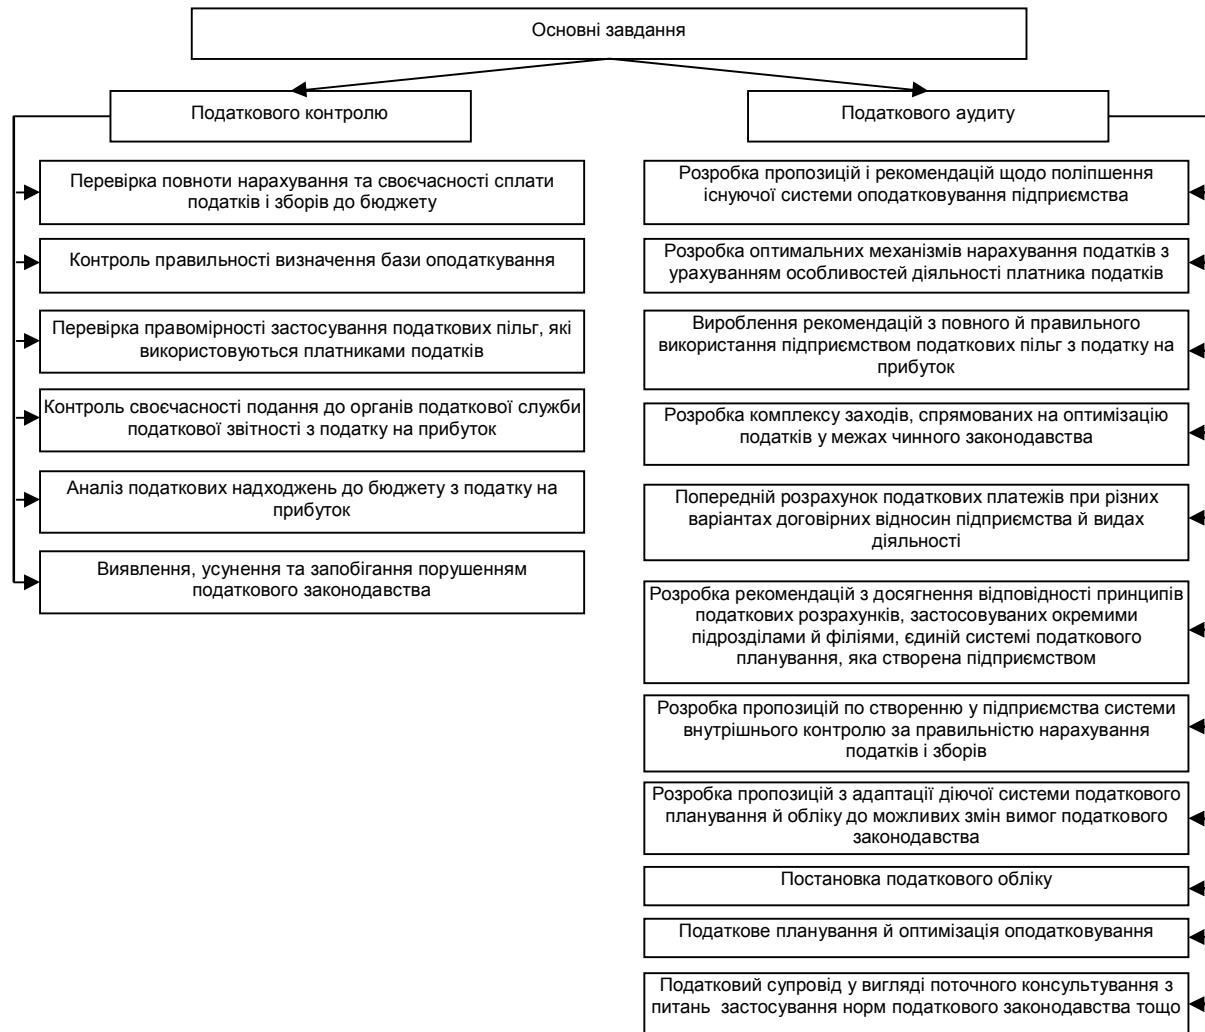 Основні завдання
Податкового контролю
Перевірка повноти нарахування та своєчасності сплати
податків і зборів до бюджету
Контроль правильності визначення бази оподаткування
Перевірка правомірності застосування податкових пільг, які
використовуються платниками податків
Контроль своєчасності подання до органів податкової служби
податкової звітності з податку на прибуток
Аналіз податкових надходжень до бюджету з податку на
прибуток
Виявлення, усунення та запобігання порушенням
податкового законодавства
Податкового аудиту
Розробка пропозицій і рекомендацій щодо поліпшення
існуючої системи оподатковування підприємства
Розробка оптимальних механізмів нарахування податків з
урахуванням особливостей діяльності платника податків
Вироблення рекомендацій з повного й правильного
використання підприємством податкових пільг з податку на
прибуток
Розробка комплексу заходів, спрямованих на оптимізацію
податків у межах чинного законодавства
Попередній розрахунок податкових платежів при різних
варіантах договірних відносин підприємства й видах
діяльності
Розробка рекомендацій з досягнення відповідності принципів
податкових розрахунків, застосовуваних окремими
підрозділами й філіями, єдиній системі податкового
планування, яка створена підприємством
Розробка пропозицій по створенню у підприємства системи
внутрішнього контролю за правильністю нарахування
податків і зборів
Розробка пропозицій з адаптації діючої системи податкового
планування й обліку до можливих змін вимог податкового
законодавства
Постановка податкового обліку
Податкове планування й оптимізація оподатковування
Податковий супровід у вигляді поточного консультування з
питань застосування норм податкового законодавства тощо